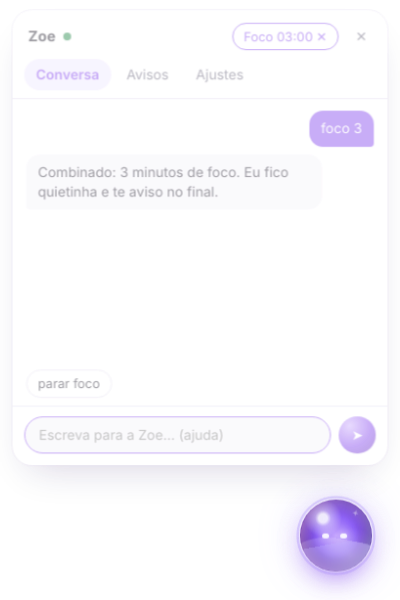 Zoe
Foco 03:00 ×
×
Conversa
Avisos
Ajustes
foco 3
Combinado: 3 minutos de foco. Eu fico
quietinha e te aviso no final.
parar foco
Escreva para a Zoe... (ajuda)